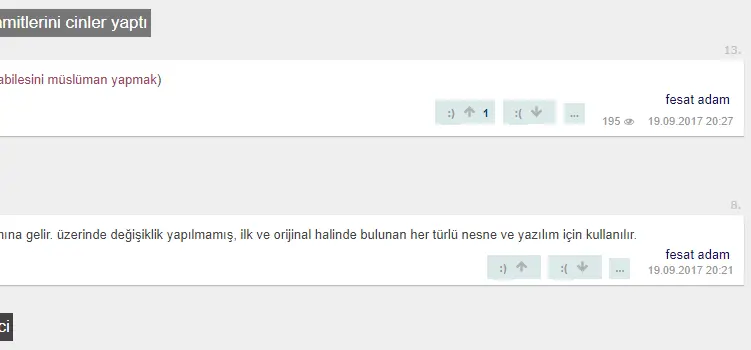 amitlerini cinler yaptı
13.
abilesini müslüman yapmak)
fesat adam
:) 1 :( ...
195 19.09.2017 20:27
8.
nına gelir. üzerinde değişiklik yapılmamış, ilk ve orijinal halinde bulunan her türlü nesne ve yazılım için kullanılır.
fesat adam
:) :( ...
19.09.2017 20:21
ci